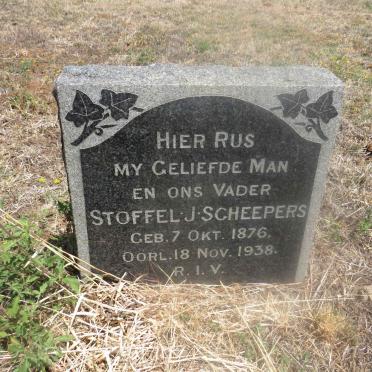 HIER RUS
MY GELIEFDE MAN
EN ONS VADER
STOFFEL·J·SCHEEPERS
GEB. 7 OKT. 1876,
OORL. 18 NOV. 1938.
R.I.V.